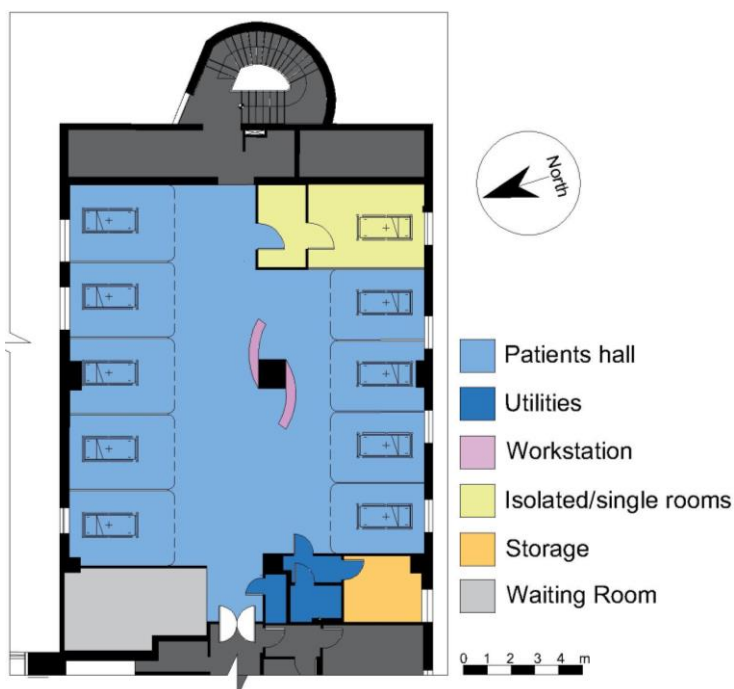 North
Patients hall
Utilities
Workstation
Isolated/single rooms
Storage
Waiting Room
0 1 2 3 4 m